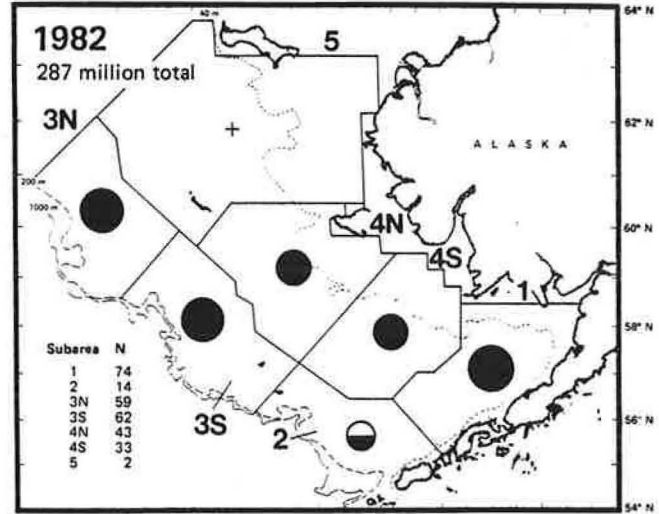 1982
287 million total
40 m
5
3N
ALASKA
200 m
1000 m
4N
4S
1
3S
2
Subarea N
1 74
2 14
3N 59
3S 62
4N 43
4S 33
5 2
64° N
62° N
60° N
58° N
56° N
54° N